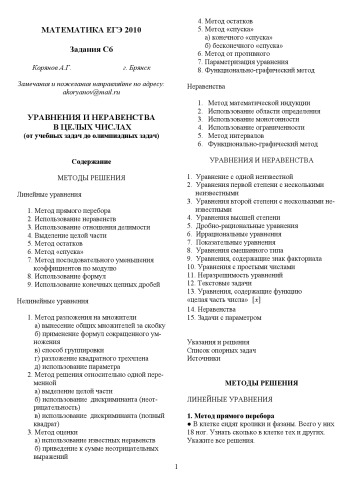 МАТЕМАТИКА ЕГЭ 2010
Задания С6
Корянов А.Г. г. Брянск
Замечания и пожелания направляйте по адресу:
akoryanov@mail.ru
УРАВНЕНИЯ И НЕРАВЕНСТВА
В ЦЕЛЫХ ЧИСЛАХ
(от учебных задач до олимпиадных задач)
Содержание
МЕТОДЫ РЕШЕНИЯ
Линейные уравнения
1. Метод прямого перебора
2. Использование неравенств
3. Использование отношения делимости
4. Выделение целой части
5. Метод остатков
6. Метод «спуска»
7. Метод последовательного уменьшения
коэффициентов по модулю
8. Использование формул
9. Использование конечных цепных дробей
Нелинейные уравнения
1. Метод разложения на множители
а) вынесение общих множителей за скобку
б) применение формул сокращенного ум-
ножения
в) способ группировки
г) разложение квадратного трехчлена
д) использование параметра
2. Метод решения относительно одной пере-
менной
а) выделение целой части
б) использование дискриминанта (неот-
рицательность)
в) использование дискриминанта (полный
квадрат)
3. Метод оценки
а) использование известных неравенств
б) приведение к сумме неотрицательных
выражений
4. Метод остатков
5. Метод «спуска»
а) конечного «спуска»
б) бесконечного «спуска»
6. Метод от противного
7. Параметризация уравнения
8. Функционально-графический метод
Неравенства
1. Метод математической индукции
2. Использование области определения
3. Использование монотонности
4. Использование ограниченности
5. Метод интервалов
6. Функционально-графический метод
УРАВНЕНИЯ И НЕРАВЕНСТВА
1. Уравнение с одной неизвестной
2. Уравнения первой степени с несколькими
неизвестными
3. Уравнения второй степени с несколькими не-
известными
4. Уравнения высшей степени
5. Дробно-рациональные уравнения
6. Иррациональные уравнения
7. Показательные уравнения
8. Уравнения смешанного типа
9. Уравнения, содержащие знак факториала
10. Уравнения с простыми числами
11. Неразрешимость уравнений
12. Текстовые задачи
13. Уравнения, содержащие функцию
«целая часть числа» [x]
14. Неравенства
15. Задачи с параметром
Указания и решения
Список опорных задач
Источники
МЕТОДЫ РЕШЕНИЯ
ЛИНЕЙНЫЕ УРАВНЕНИЯ
1. Метод прямого перебора
● В клетке сидят кролики и фазаны. Всего у них
18 ног. Узнать сколько в клетке тех и других.
Укажите все решения.
1